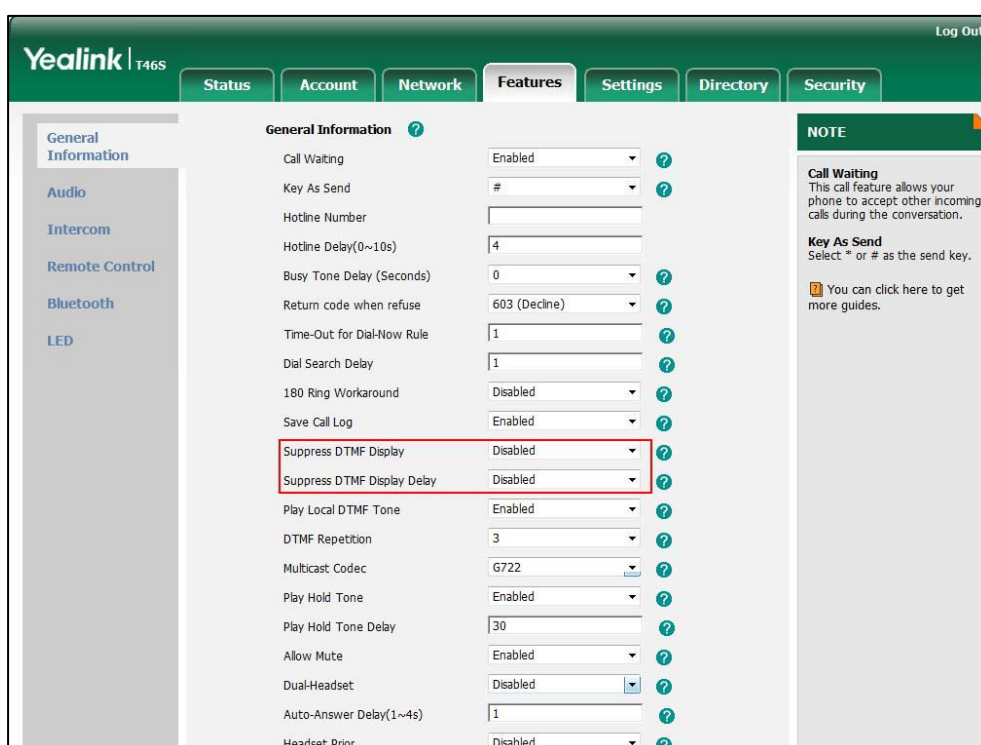 Log Out
Yealink | T46S
Status Account Network Features Settings Directory Security
General
Information
Audio
Intercom
Remote Control
Bluetooth
LED
General Information ?
Call Waiting Enabled ?
Key As Send # ?
Hotline Number
Hotline Delay(0~10s) 4
Busy Tone Delay (Seconds) 0 ?
Return code when refuse 603 (Decline) ?
Time-Out for Dial-Now Rule 1 ?
Dial Search Delay 1 ?
180 Ring Workaround Disabled ?
Save Call Log Enabled ?
Suppress DTMF Display Disabled ?
Suppress DTMF Display Delay Disabled ?
Play Local DTMF Tone Enabled ?
DTMF Repetition 3 ?
Multicast Codec G722 ?
Play Hold Tone Enabled ?
Play Hold Tone Delay 30 ?
Allow Mute Enabled ?
Dual-Headset Disabled ?
Auto-Answer Delay(1~4s) 1 ?
Headset Prior Disabled ?
NOTE
Call Waiting
This call feature allows your
phone to accept other incoming
calls during the conversation.
Key As Send
Select * or # as the send key.
? You can click here to get
more guides.